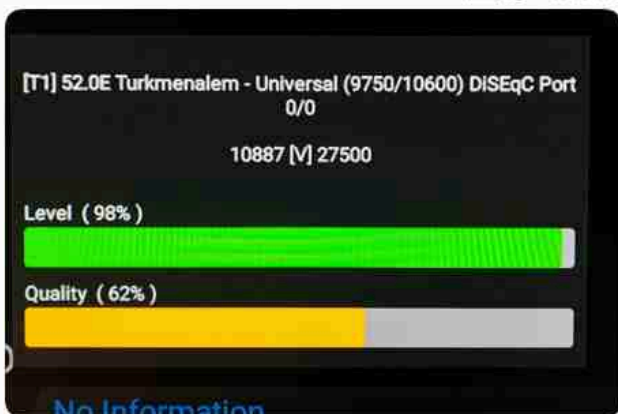 [T1] 52.0E Turkmenalem - Universal (9750/10600) DiSEqC Port
0/0
10887 [V] 27500
Level ( 98% )
Quality ( 62% )
No Information